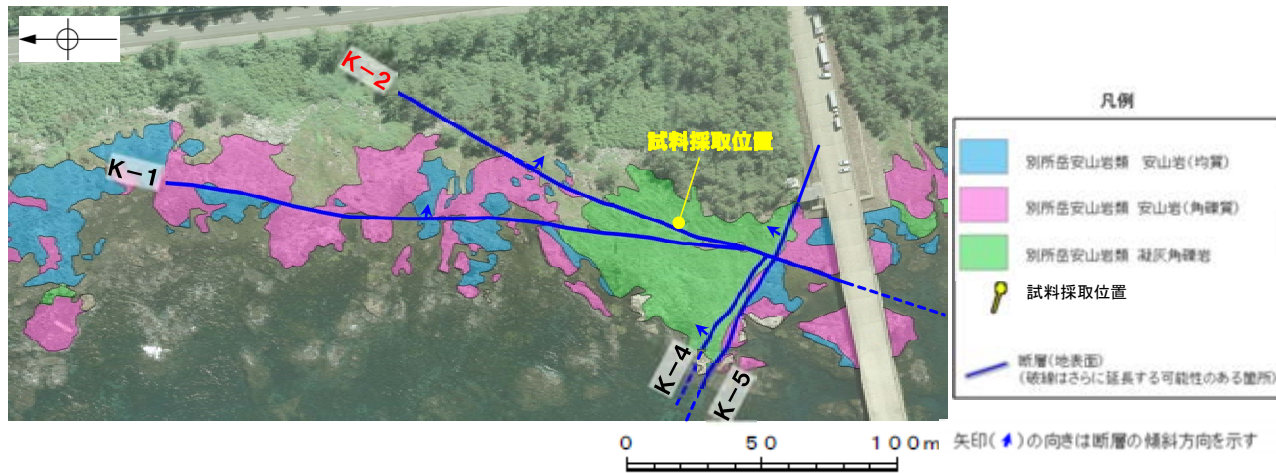 K-2
試料採取位置
K-1
K-4
K-5
凡例
別所岳安山岩類 安山岩(均質)
別所岳安山岩類 安山岩(角礫質)
別所岳安山岩類 凝灰角礫岩
試料採取位置
断層(地表面)
(破線はさらに延長する可能性のある箇所)
0 50 100m
矢印( )の向きは断層の傾斜方向を示す